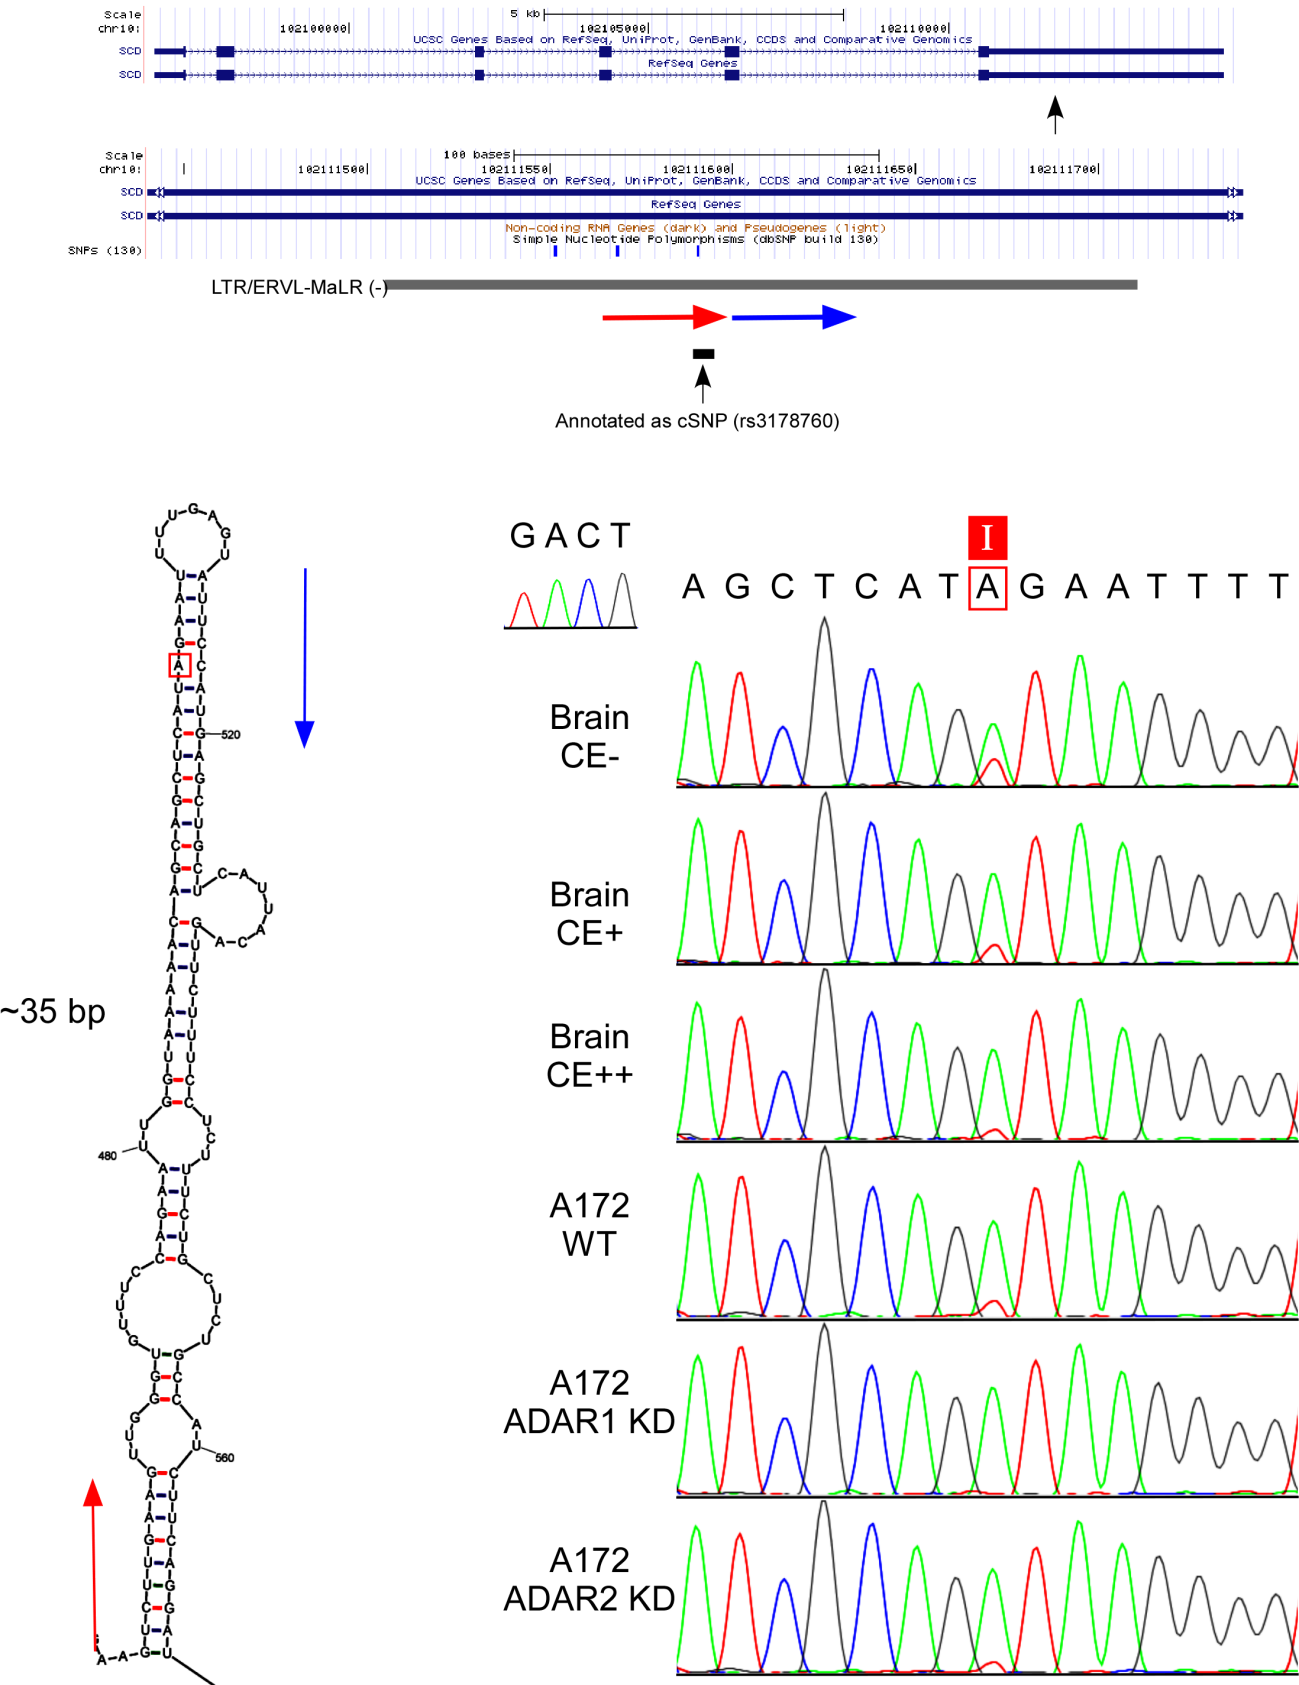 Scale 5 kb
chr10: 102100000 102105000 102110000
UCSC Genes Based on RefSeq, UniProt, GenBank, CCDS and Comparative Genomics
SCD
RefSeq Genes
SCD
Scale 100 bases
chr10: 102111500 102111550 102111600 102111650 102111700
UCSC Genes Based on RefSeq, UniProt, GenBank, CCDS and Comparative Genomics
SCD
RefSeq Genes
SCD
Non-coding RNA Genes (dark) and Pseudogenes (light)
Simple Nucleotide Polymorphisms (dbSNP build 130)
SNPs (130)
LTR/ERVL-MaLR (-)
Annotated as cSNP (rs3178760)
520
~35 bp
480
560
G A C T
I
A G C T C A T A G A A T T T T
Brain
CE-
Brain
CE+
Brain
CE++
A172
WT
A172
ADAR1 KD
A172
ADAR2 KD